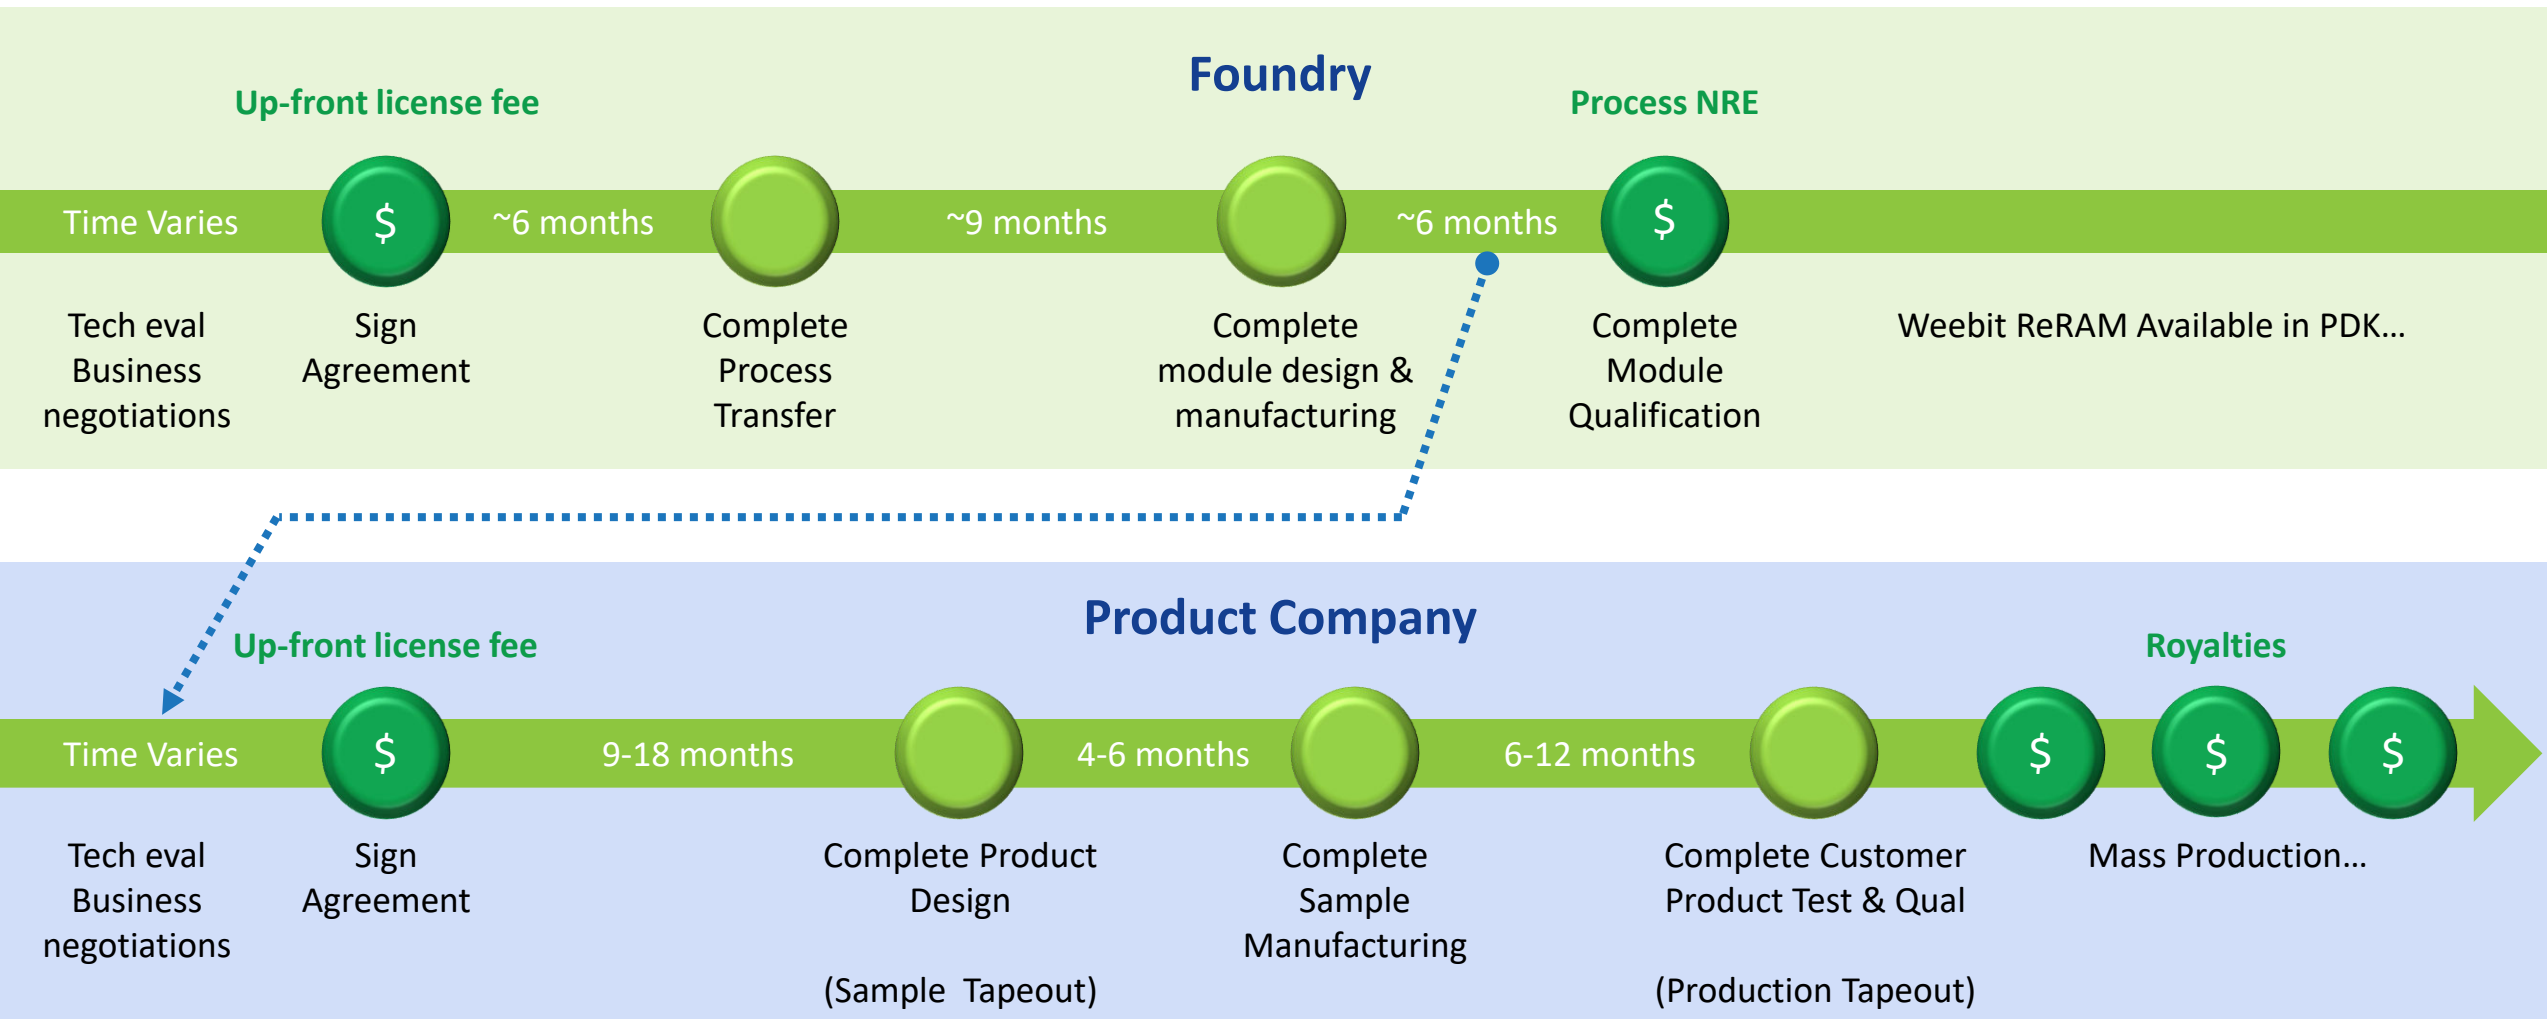 Foundry
Up-front license fee
Process NRE
Time Varies
$
~6 months
~9 months
~6 months
$
Tech eval
Business
negotiations
Sign
Agreement
Complete
Process
Transfer
Complete
module design &
manufacturing
Complete
Module
Qualification
Weebit ReRAM Available in PDK...
Product Company
Up-front license fee
Royalties
Time Varies
$
9-18 months
4-6 months
6-12 months
$
$
$
Tech eval
Business
negotiations
Sign
Agreement
Complete Product
Design
(Sample Tapeout)
Complete
Sample
Manufacturing
Complete Customer
Product Test & Qual
(Production Tapeout)
Mass Production...